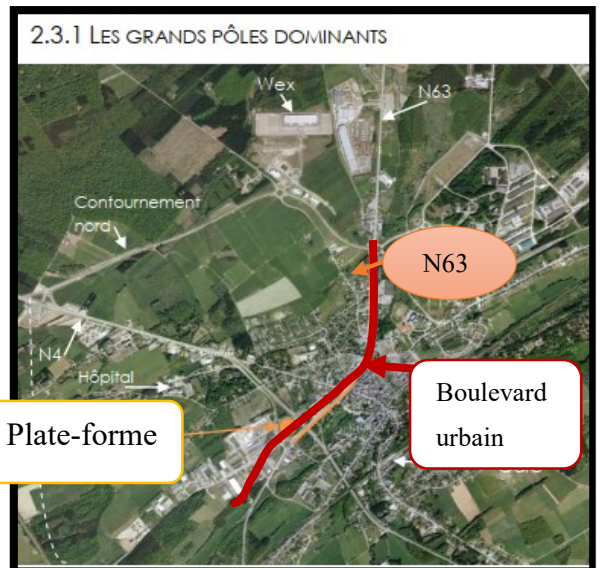 2.3.1 LES GRANDS PÔLES DOMINANTS
Wex
N63
Contournement
nord
N63
N4
Hôpital
Boulevard
urbain
Plate-forme